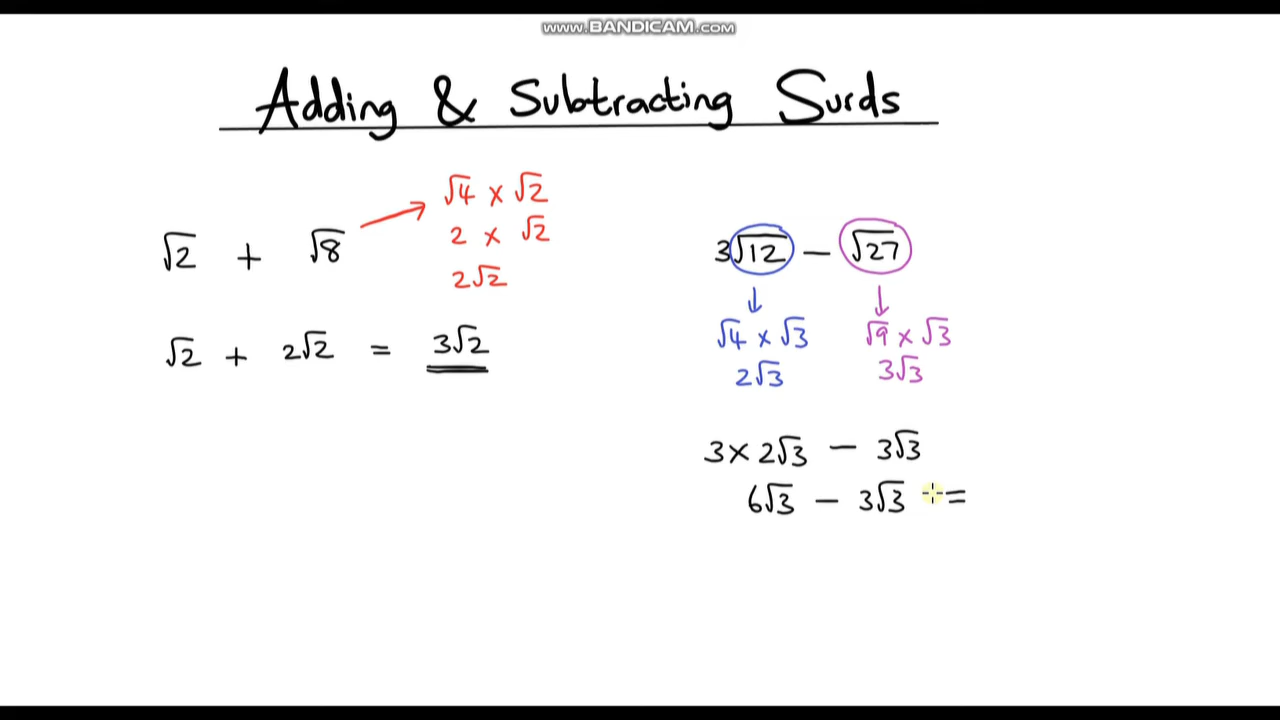 www.BANDICAM.com
Adding & Subtracting Surds
√2 + √8
√4 × √2
2 × √2
2√2
√2 + 2√2 = 3√2
3√12 − √27
√4 × √3
2√3
√9 × √3
3√3
3 × 2√3 − 3√3
6√3 − 3√3 =